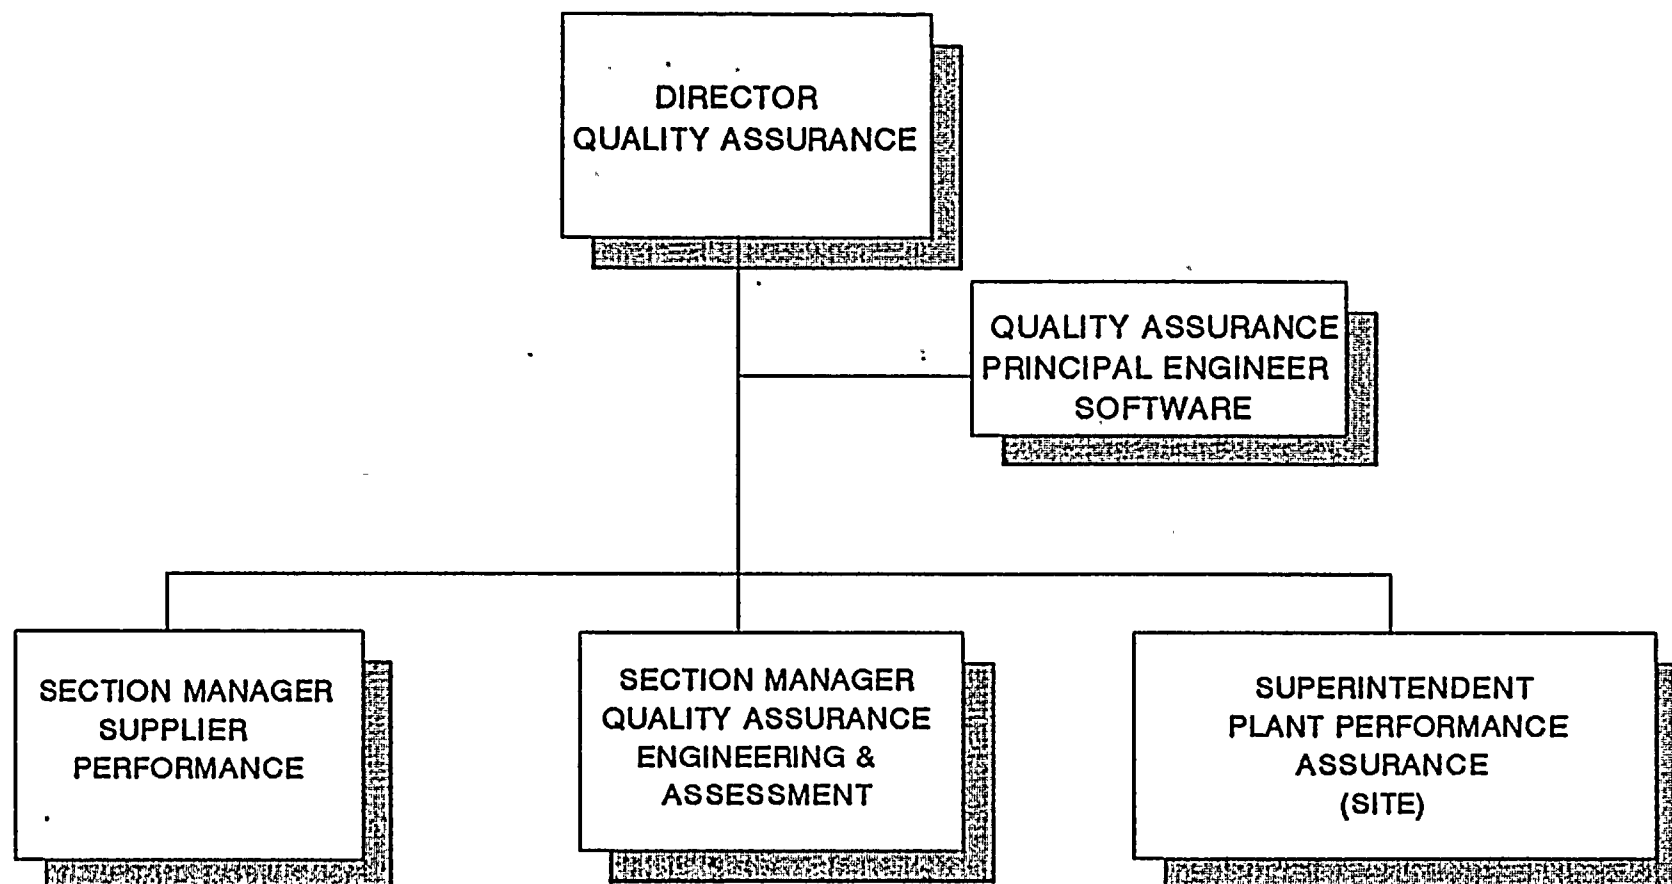 DIRECTOR
QUALITY ASSURANCE
QUALITY ASSURANCE
PRINCIPAL ENGINEER
SOFTWARE
SECTION MANAGER
SUPPLIER
PERFORMANCE
SECTION MANAGER
QUALITY ASSURANCE
ENGINEERING &
ASSESSMENT
SUPERINTENDENT
PLANT PERFORMANCE
ASSURANCE
(SITE)